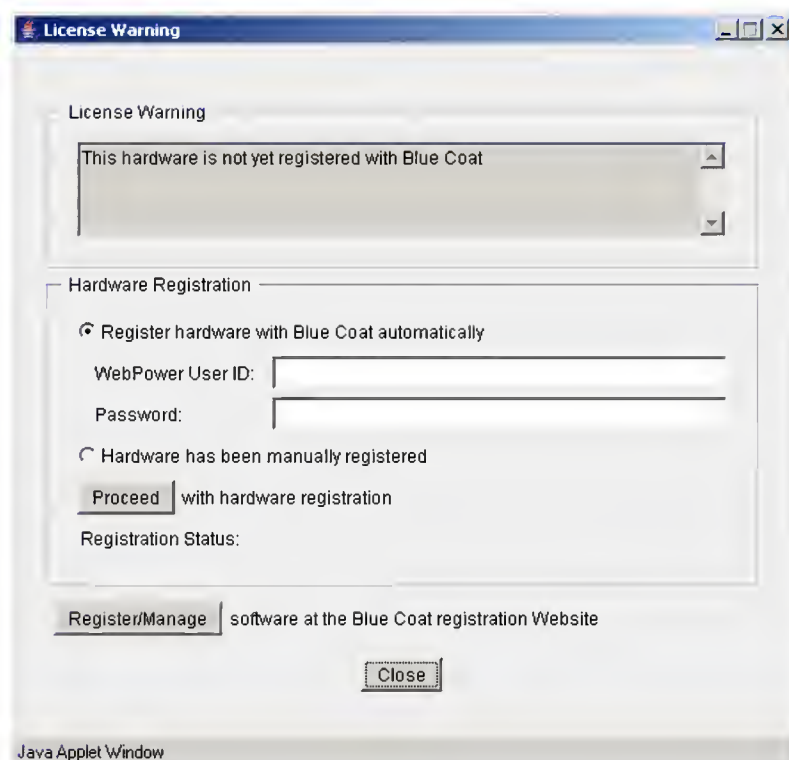 License Warning
License Warning
This hardware is not yet registered with Blue Coat
Hardware Registration
Register hardware with Blue Coat automatically
WebPower User ID:
Password:
Hardware has been manually registered
Proceed with hardware registration
Registration Status:
Register/Manage software at the Blue Coat registration Website
Close
Java Applet Window